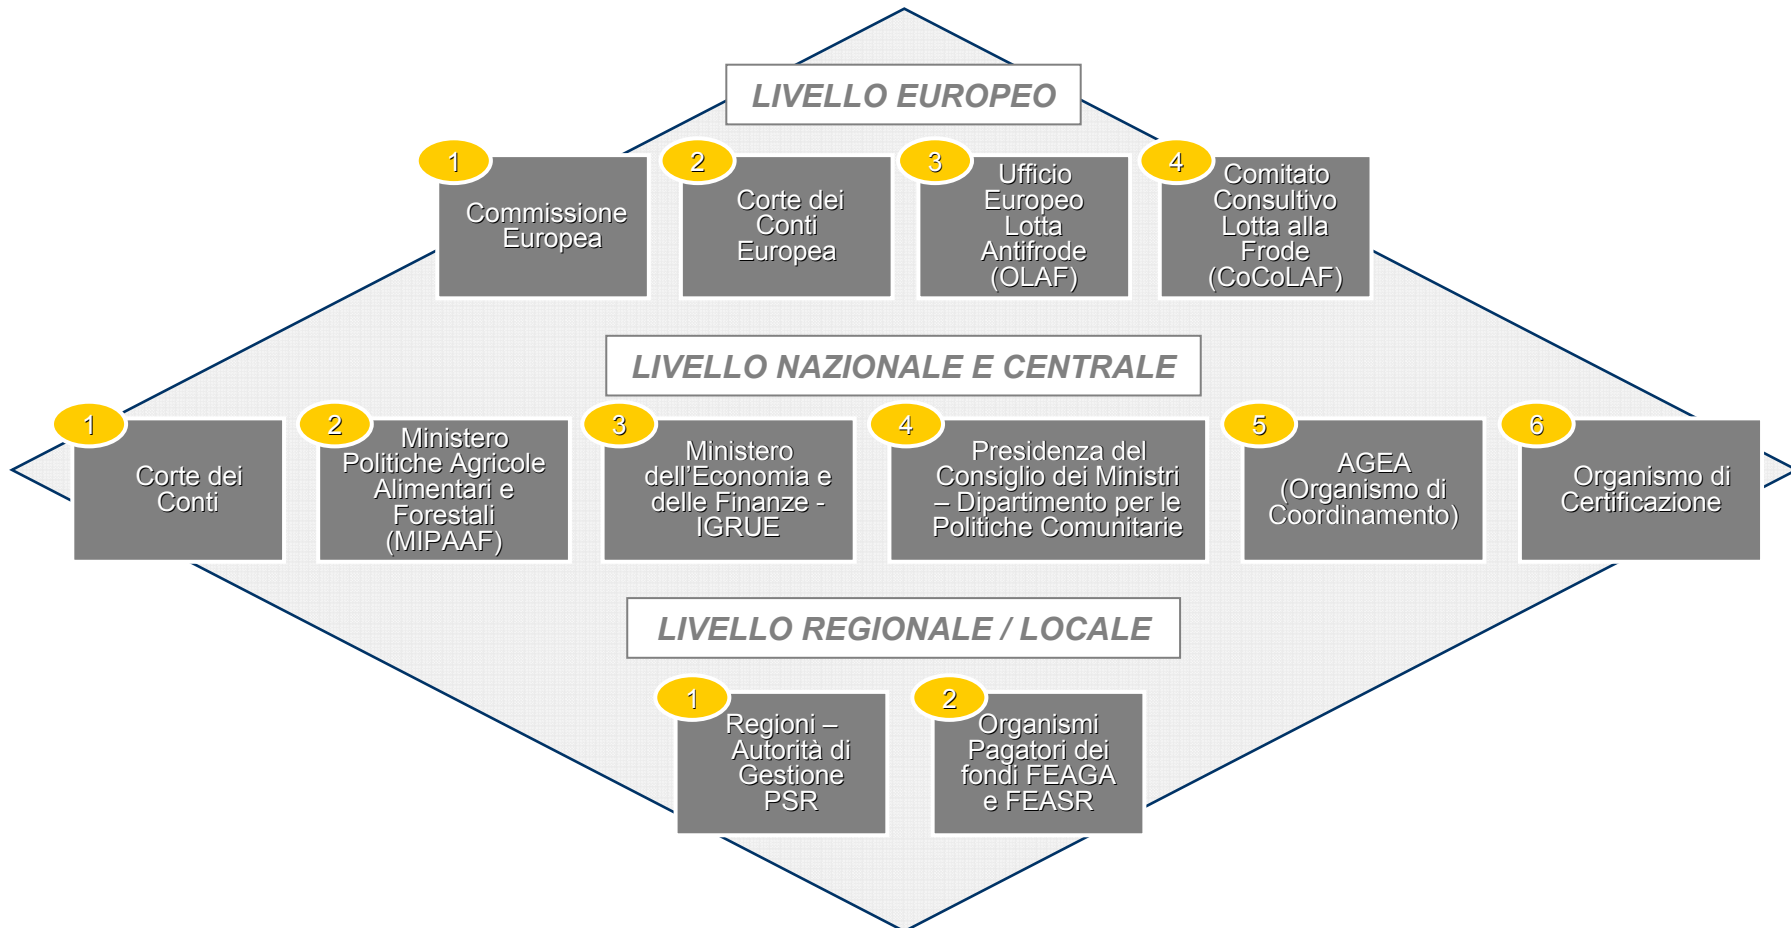 LIVELLO EUROPEO
1
Commissione
Europea
2
Corte dei
Conti
Europea
3
Ufficio
Europeo
Lotta
Antifrode
(OLAF)
4
Comitato
Consultivo
Lotta alla
Frode
(CoCoLAF)
LIVELLO NAZIONALE E CENTRALE
1
Corte dei
Conti
2
Ministero
Politiche Agricole
Alimentari e
Forestali
(MIPAAF)
3
Ministero
dell'Economia e
delle Finanze -
IGRUE
4
Presidenza del
Consiglio dei Ministri
– Dipartimento per le
Politiche Comunitarie
5
AGEA
(Organismo di
Coordinamento)
6
Organismo di
Certificazione
LIVELLO REGIONALE / LOCALE
1
Regioni –
Autorità di
Gestione
PSR
2
Organismi
Pagatori dei
fondi FEAGA
e FEASR